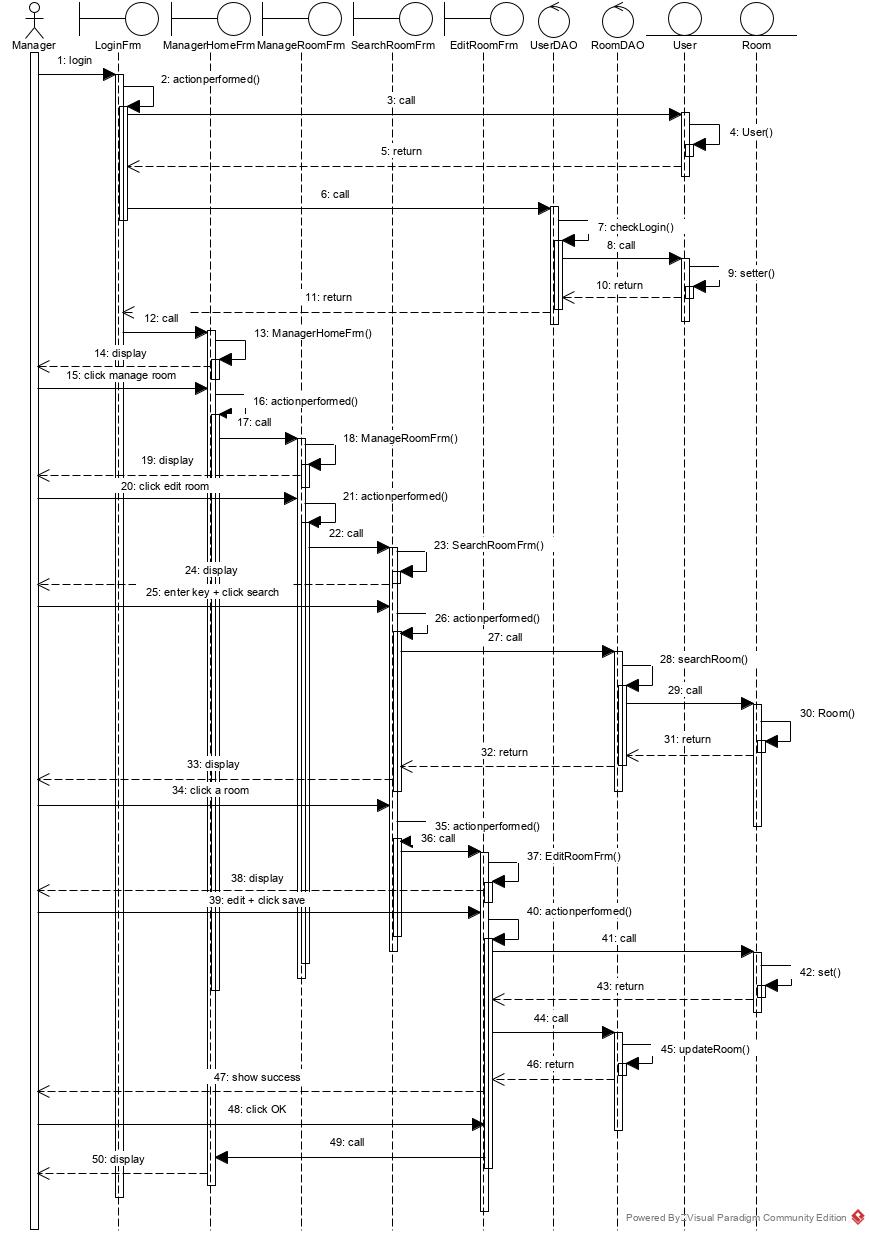 Manager
LoginFrm
ManagerHomeFrm
ManageRoomFrm
SearchRoomFrm
EditRoomFrm
UserDAO
RoomDAO
User
Room
1: login
2: actionperformed()
3: call
4: User()
5: return
6: call
7: checkLogin()
8: call
9: setter()
10: return
11: return
12: call
13: ManagerHomeFrm()
14: display
15: click manage room
16: actionperformed()
17: call
18: ManageRoomFrm()
19: display
20: click edit room
21: actionperformed()
22: call
23: SearchRoomFrm()
24: display
25: enter key + click search
26: actionperformed()
27: call
28: searchRoom()
29: call
30: Room()
31: return
32: return
33: display
34: click a room
35: actionperformed()
36: call
37: EditRoomFrm()
38: display
39: edit + click save
40: actionperformed()
41: call
42: set()
43: return
44: call
45: updateRoom()
46: return
47: show success
48: click OK
49: call
50: display
Powered By Visual Paradigm Community Edition